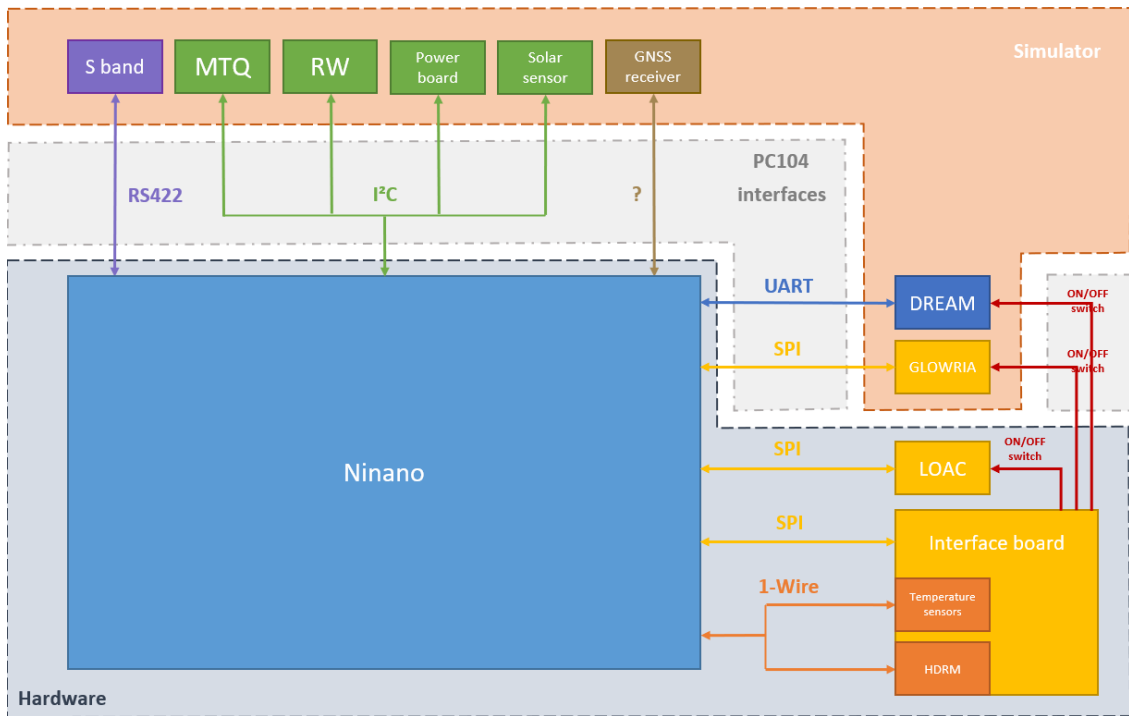 Simulator
S band
MTQ
RW
Power
board
Solar
sensor
GNSS
receiver
PC104
interfaces
RS422
I²C
?
UART
DREAM
ON/OFF
switch
SPI
GLOWRIA
ON/OFF
switch
Ninano
SPI
LOAC
ON/OFF
switch
SPI
Interface board
1-Wire
Temperature
sensors
HDRM
Hardware